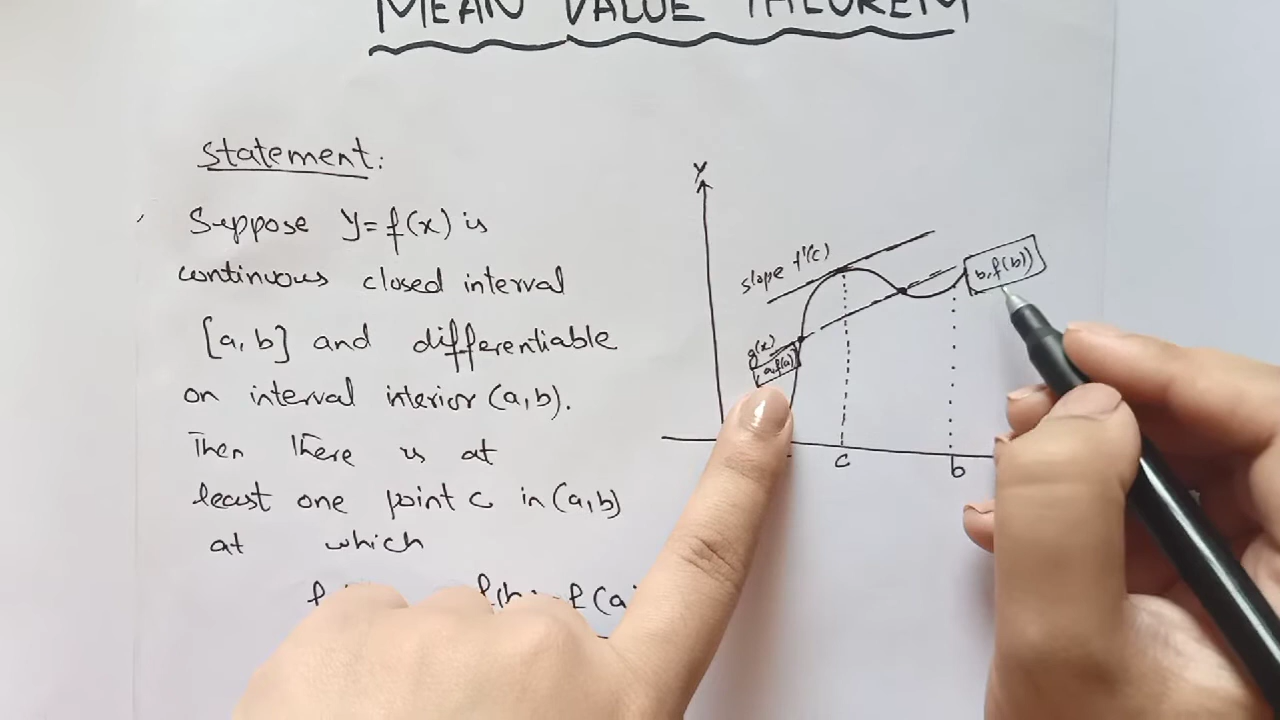 MEAN VALUE THEOREM
Statement:
Suppose y=f(x) is
continuous closed interval
[a,b] and differentiable
on interval interior (a,b).
Then there is at
least one point c in (a,b)
at which
f(a
Y
slope f'(c)
b,f(b))
g(x)
a,f(a)
c
b